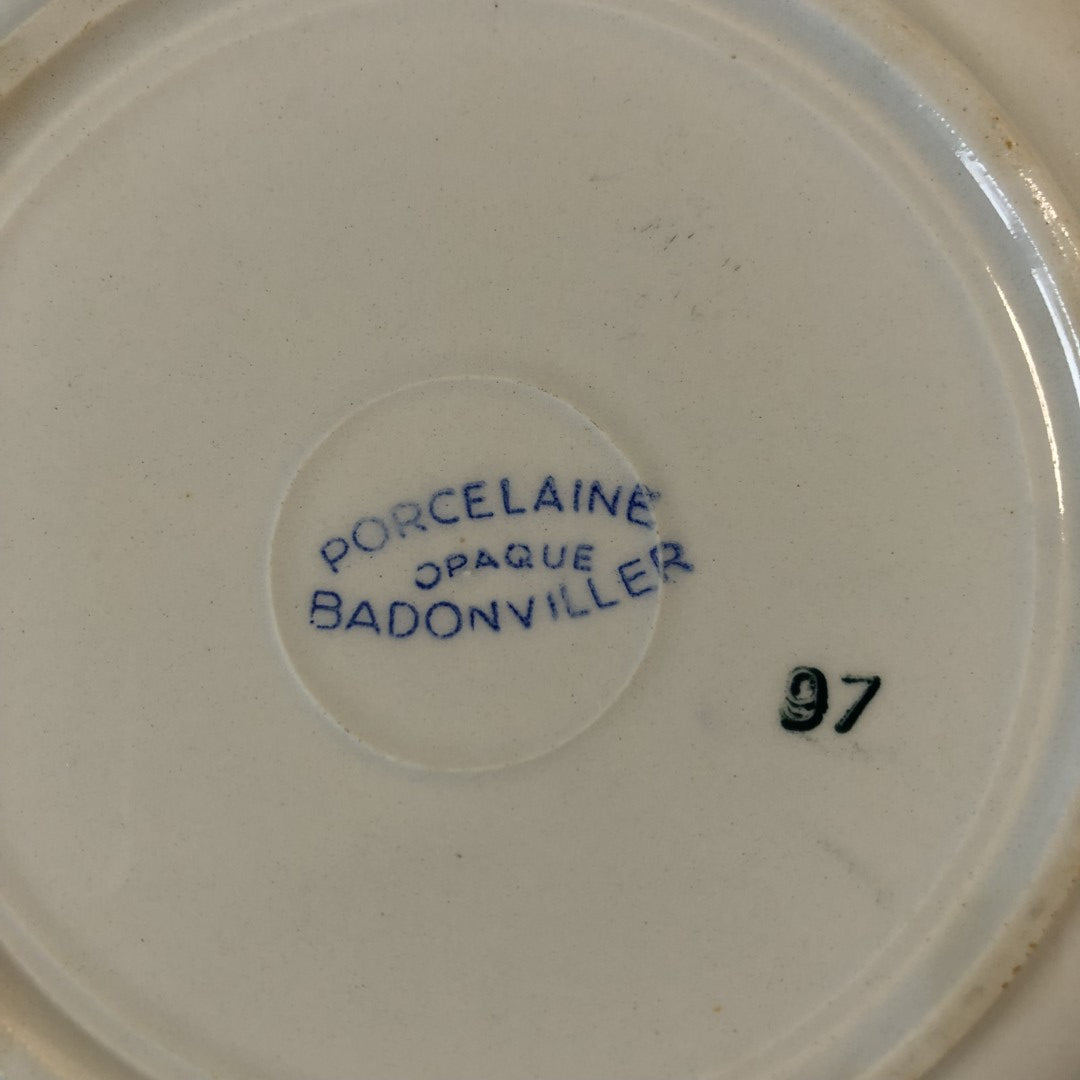 PORCELAINE
OPAQUE
BADONVILLER
97